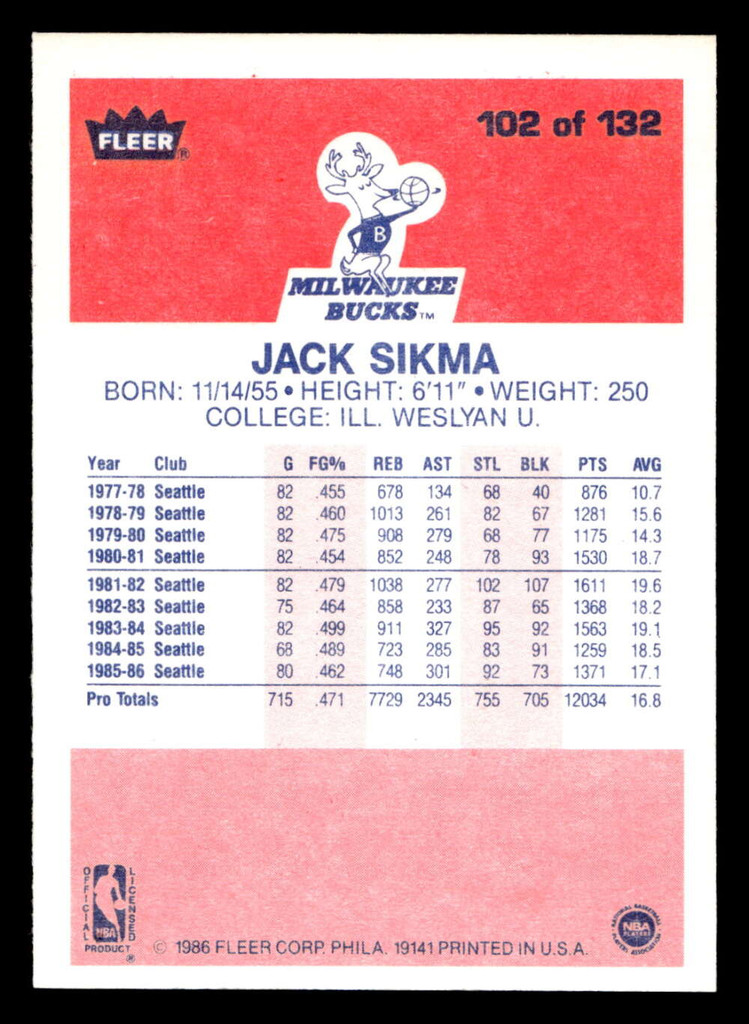 FLEER®
102 of 132
B
MILWAUKEE
BUCKS™
JACK SIKMA
BORN: 11/14/55 • HEIGHT: 6'11" • WEIGHT: 250
COLLEGE: ILL. WESLYAN U.
Year Club G FG% REB AST STL BLK PTS AVG
1977-78 Seattle 82 .455 678 134 68 40 876 10.7
1978-79 Seattle 82 .460 1013 261 82 67 1281 15.6
1979-80 Seattle 82 .475 908 279 68 77 1175 14.3
1980-81 Seattle 82 .454 852 248 78 93 1530 18.7
1981-82 Seattle 82 .479 1038 277 102 107 1611 19.6
1982-83 Seattle 75 .464 858 233 87 65 1368 18.2
1983-84 Seattle 82 .499 911 327 95 92 1563 19.1
1984-85 Seattle 68 .489 723 285 83 91 1259 18.5
1985-86 Seattle 80 .462 748 301 92 73 1371 17.1
Pro Totals 715 .471 7729 2345 755 705 12034 16.8
OFFICIAL LICENSED
NBA
PRODUCT ®
© 1986 FLEER CORP. PHILA. 19141 PRINTED IN U.S.A.
NATIONAL BASKETBALL
NBA
PLAYERS
PLAYERS ASSOCIATION